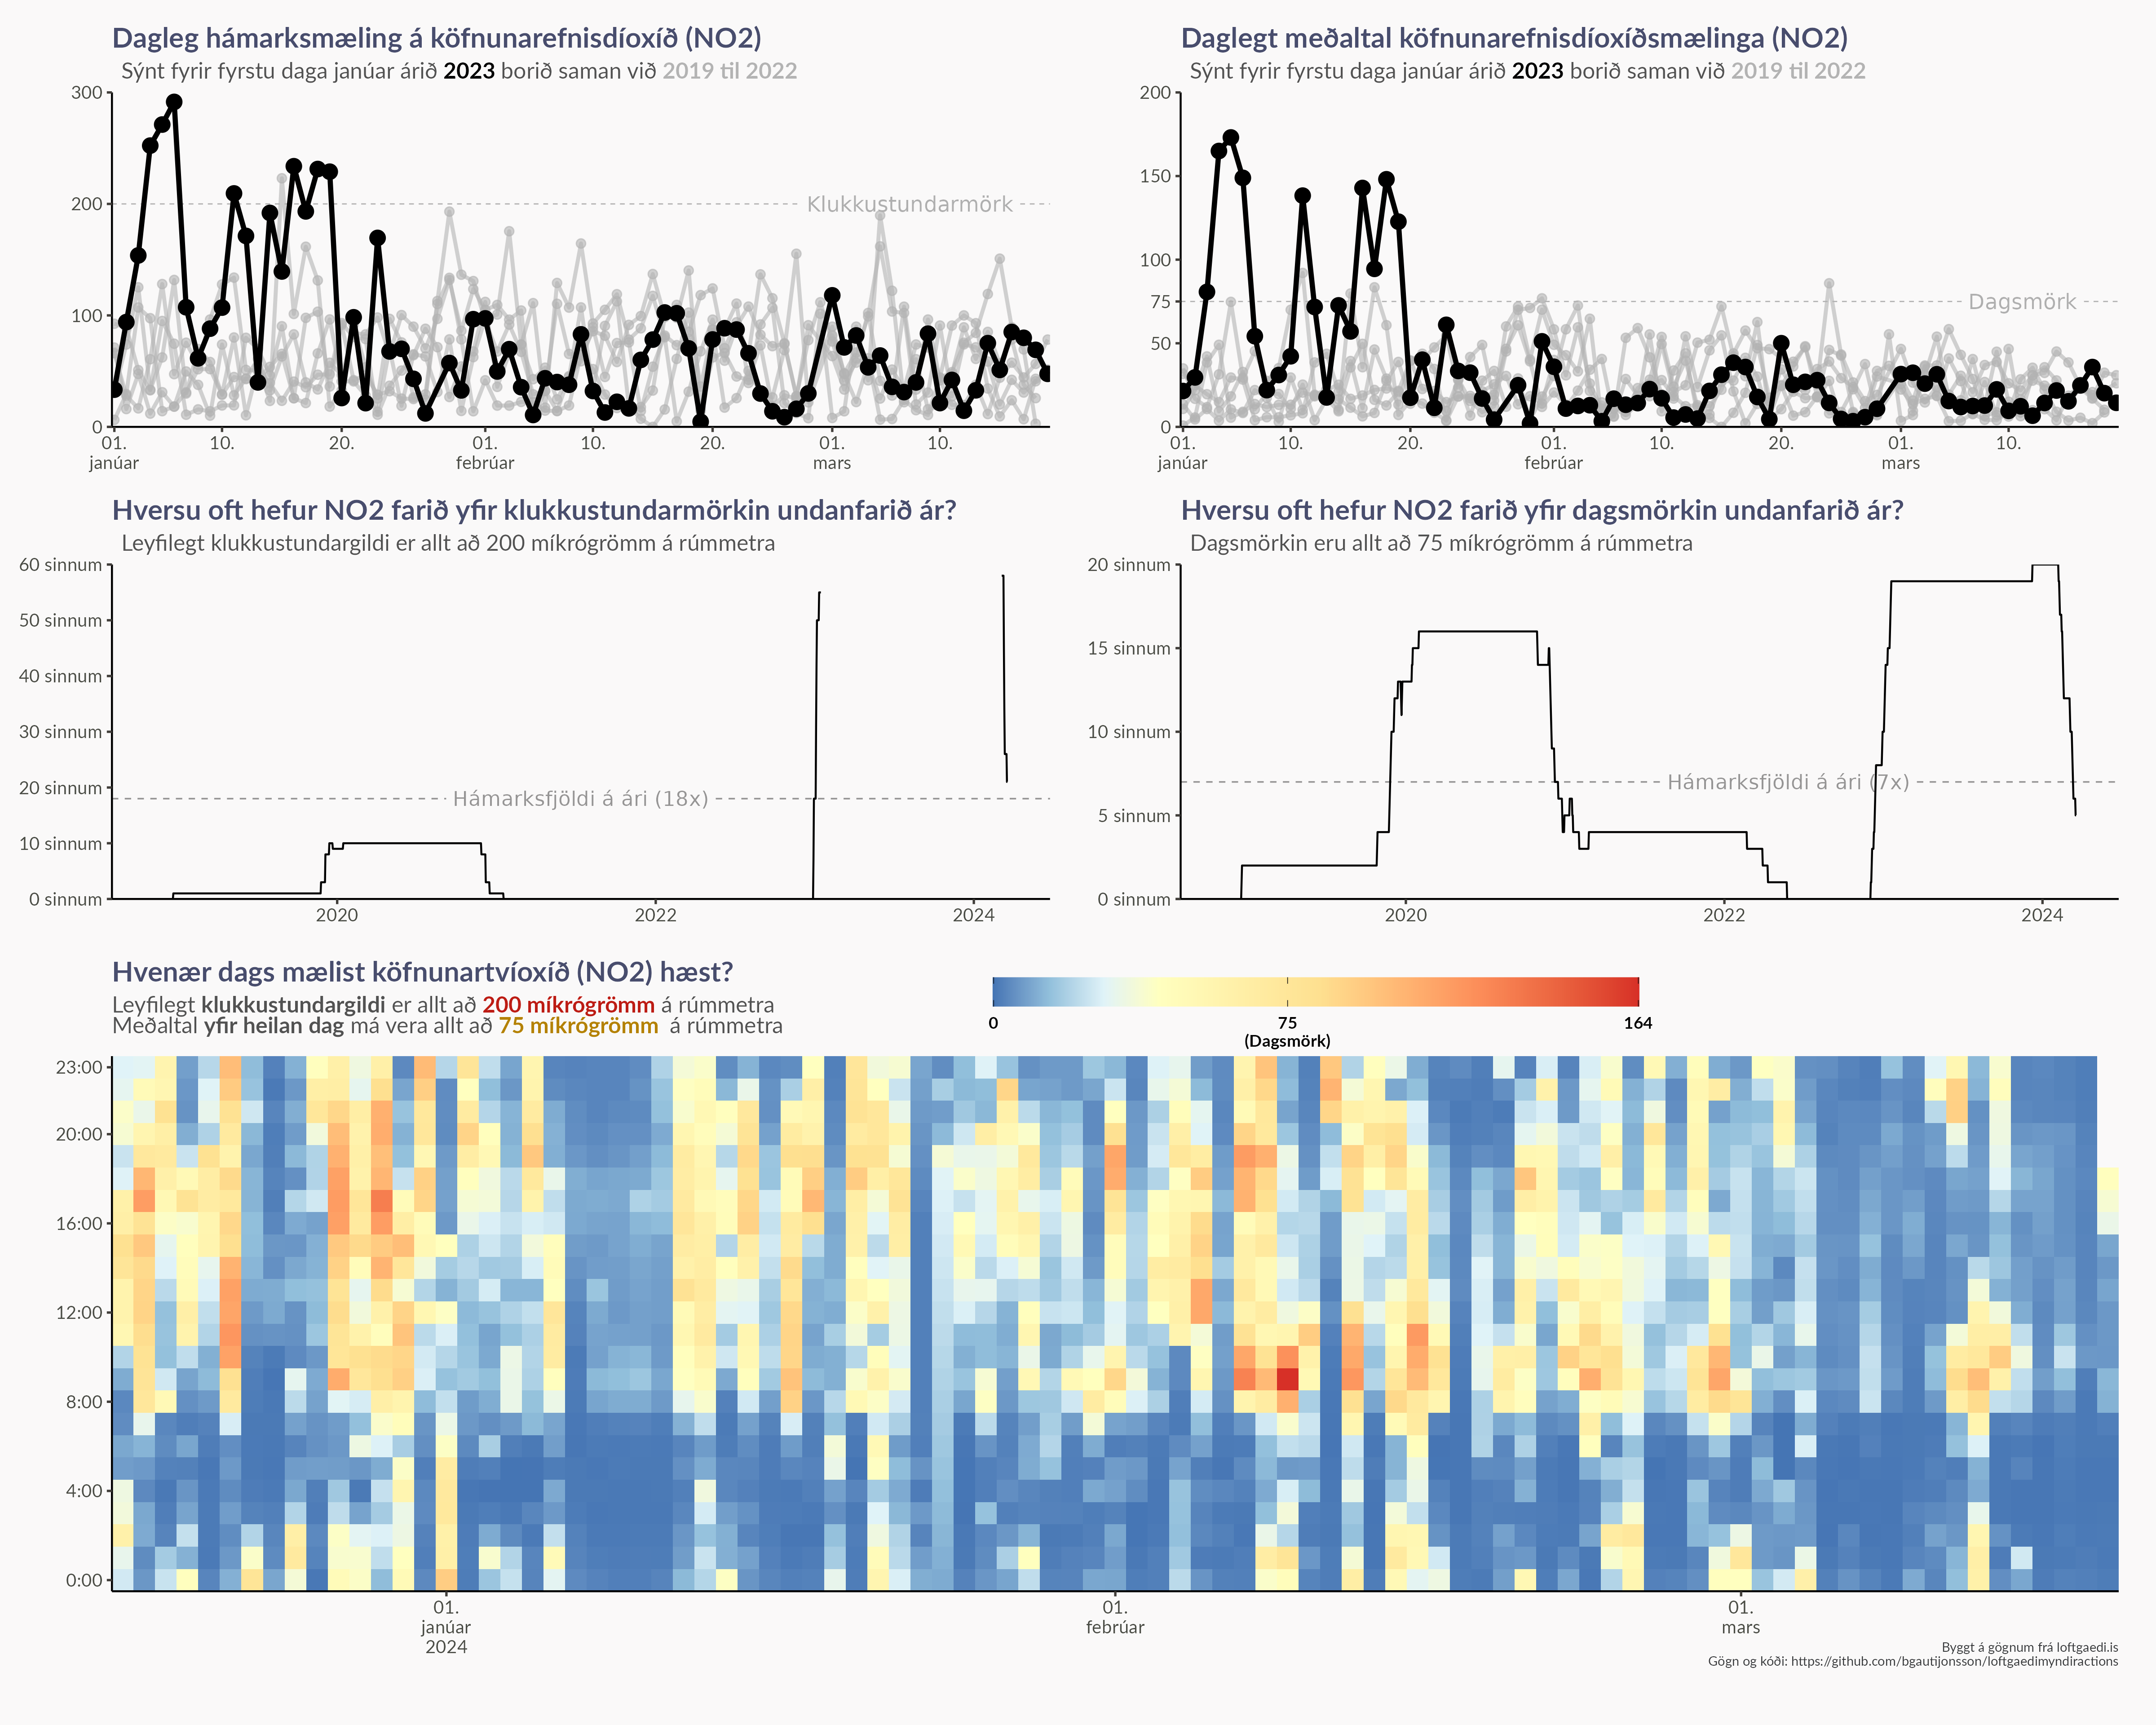 Dagleg hámarksmæling á köfnunarefnisdíoxíð (NO2)
Sýnt fyrir fyrstu daga janúar árið 2023 borið saman við 2019 til 2022
300
200
100
0
Klukkustundarmörk
01. 10. 20. 01. 10. 20. 01. 10.
janúar febrúar mars
Daglegt meðaltal köfnunarefnisdíoxíðsmælinga (NO2)
Sýnt fyrir fyrstu daga janúar árið 2023 borið saman við 2019 til 2022
200
150
100
75
50
0
Dagsmörk
01. 10. 20. 01. 10. 20. 01. 10.
janúar febrúar mars
Hversu oft hefur NO2 farið yfir klukkustundarmörkin undanfarið ár?
Leyfilegt klukkustundargildi er allt að 200 míkrógrömm á rúmmetra
60 sinnum
50 sinnum
40 sinnum
30 sinnum
20 sinnum
10 sinnum
0 sinnum
Hámarksfjöldi á ári (18x)
2020 2022 2024
Hversu oft hefur NO2 farið yfir dagsmörkin undanfarið ár?
Dagsmörkin eru allt að 75 míkrógrömm á rúmmetra
20 sinnum
15 sinnum
10 sinnum
5 sinnum
0 sinnum
Hámarksfjöldi á ári (7x)
2020 2022 2024
Hvenær dags mælist köfnunartvíoxíð (NO2) hæst?
Leyfilegt klukkustundargildi er allt að 200 míkrógrömm á rúmmetra
Meðaltal yfir heilan dag má vera allt að 75 míkrógrömm á rúmmetra
0 75 164
(Dagsmörk)
23:00
20:00
16:00
12:00
8:00
4:00
0:00
01. 01. 01.
janúar febrúar mars
2024
Byggt á gögnum frá loftgaedi.is
Gögn og kóði: https://github.com/bgautijonsson/loftgaedimyndiractions